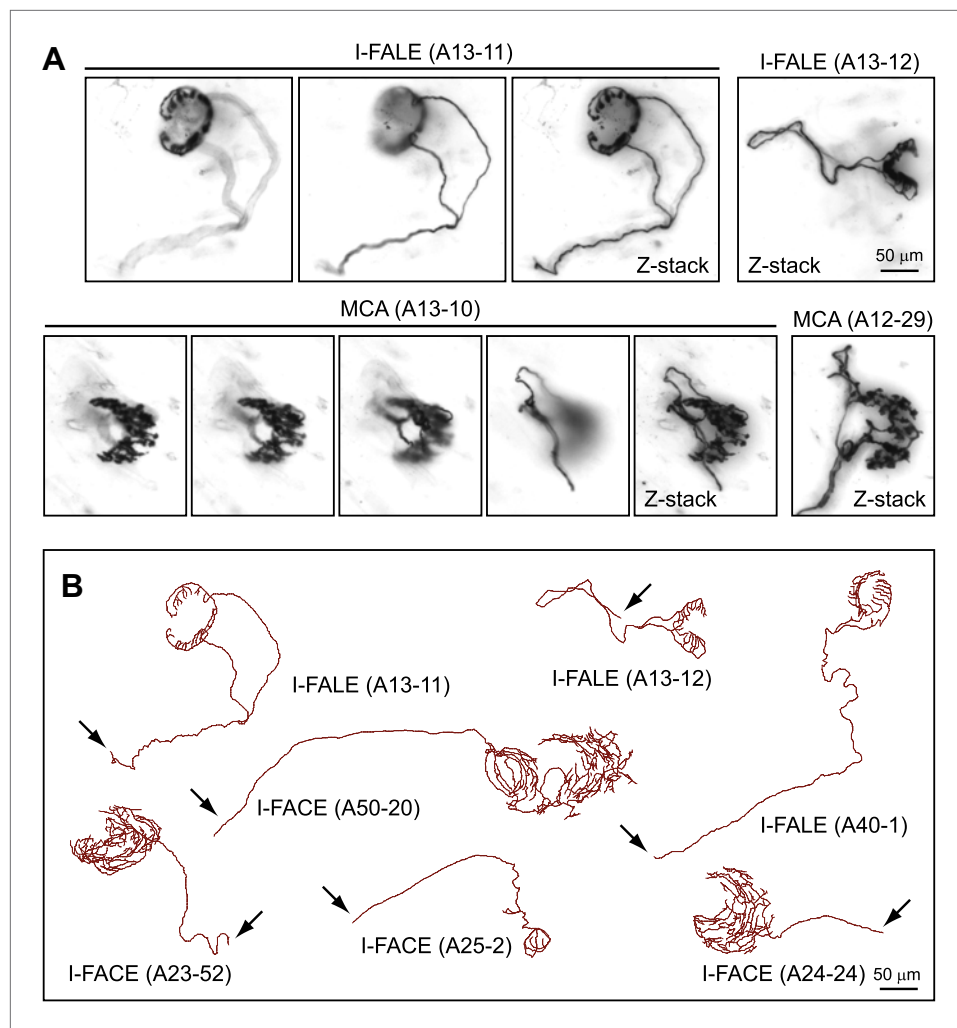 A
I-FALE (A13-11)
I-FALE (A13-12)
Z-stack
Z-stack
50 μm
MCA (A13-10)
MCA (A12-29)
Z-stack
Z-stack
B
I-FALE (A13-11)
I-FALE (A13-12)
I-FACE (A50-20)
I-FALE (A40-1)
I-FACE (A23-52)
I-FACE (A25-2)
I-FACE (A24-24)
50 μm